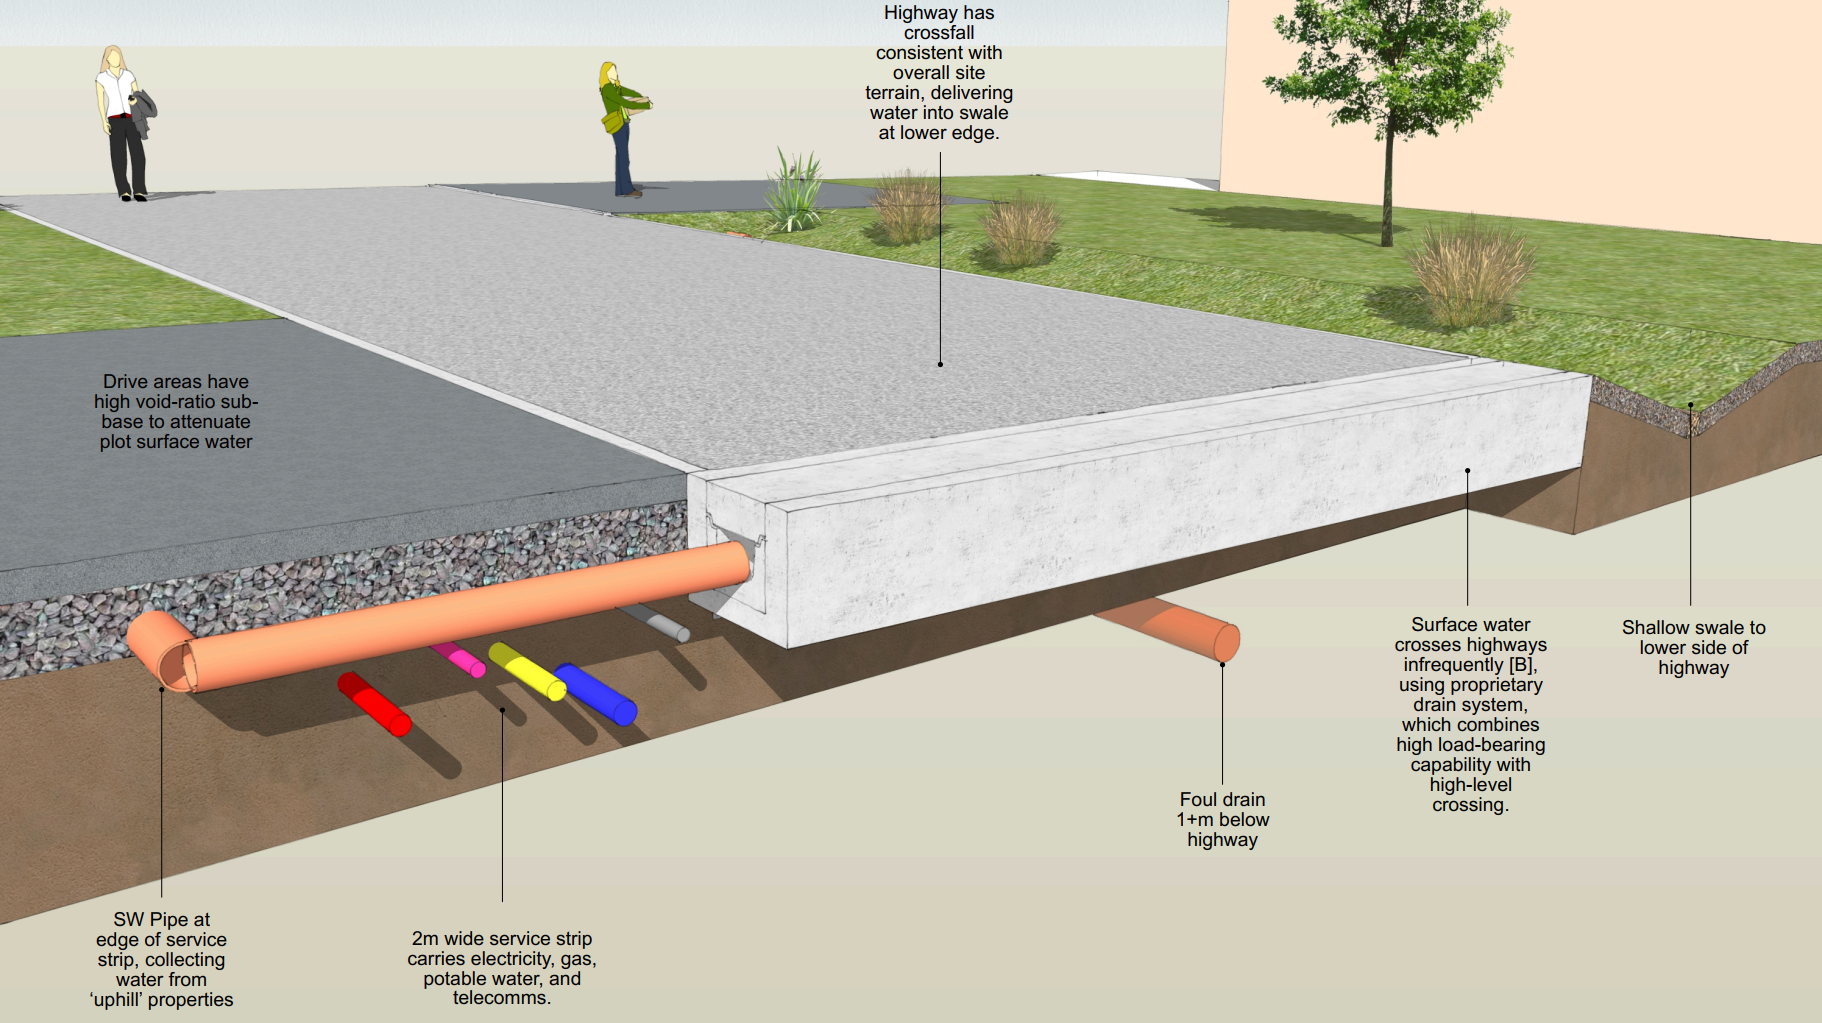 Highway has
crossfall
consistent with
overall site
terrain, delivering
water into swale
at lower edge.
Drive areas have
high void-ratio sub-
base to attenuate
plot surface water
Surface water
crosses highways
infrequently [B],
using proprietary
drain system,
which combines
high load-bearing
capability with
high-level
crossing.
Shallow swale to
lower side of
highway
Foul drain
1+m below
highway
SW Pipe at
edge of service
strip, collecting
water from
‘uphill’ properties
2m wide service strip
carries electricity, gas,
potable water, and
telecomms.